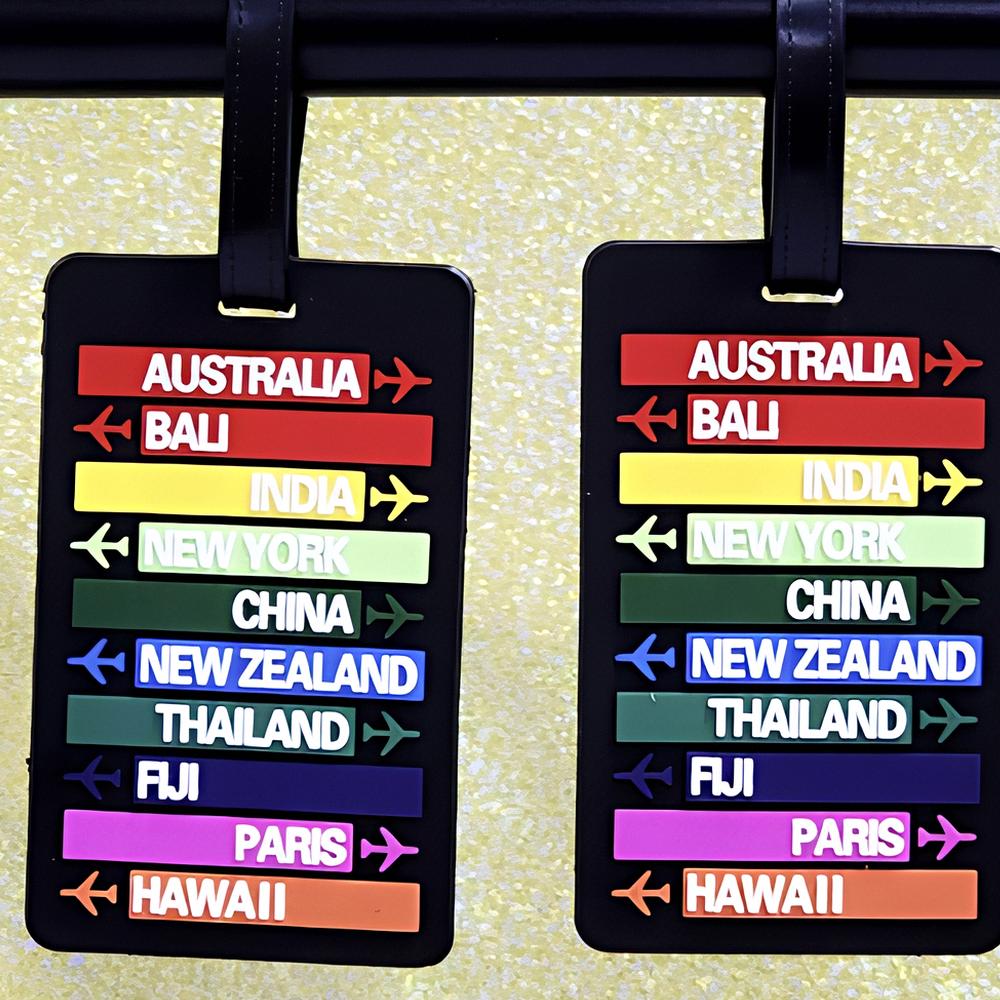 AUSTRALIA
BALI
INDIA
NEW YORK
CHINA
NEW ZEALAND
THAILAND
FIJI
PARIS
HAWAII
AUSTRALIA
BALI
INDIA
NEW YORK
CHINA
NEW ZEALAND
THAILAND
FIJI
PARIS
HAWAII